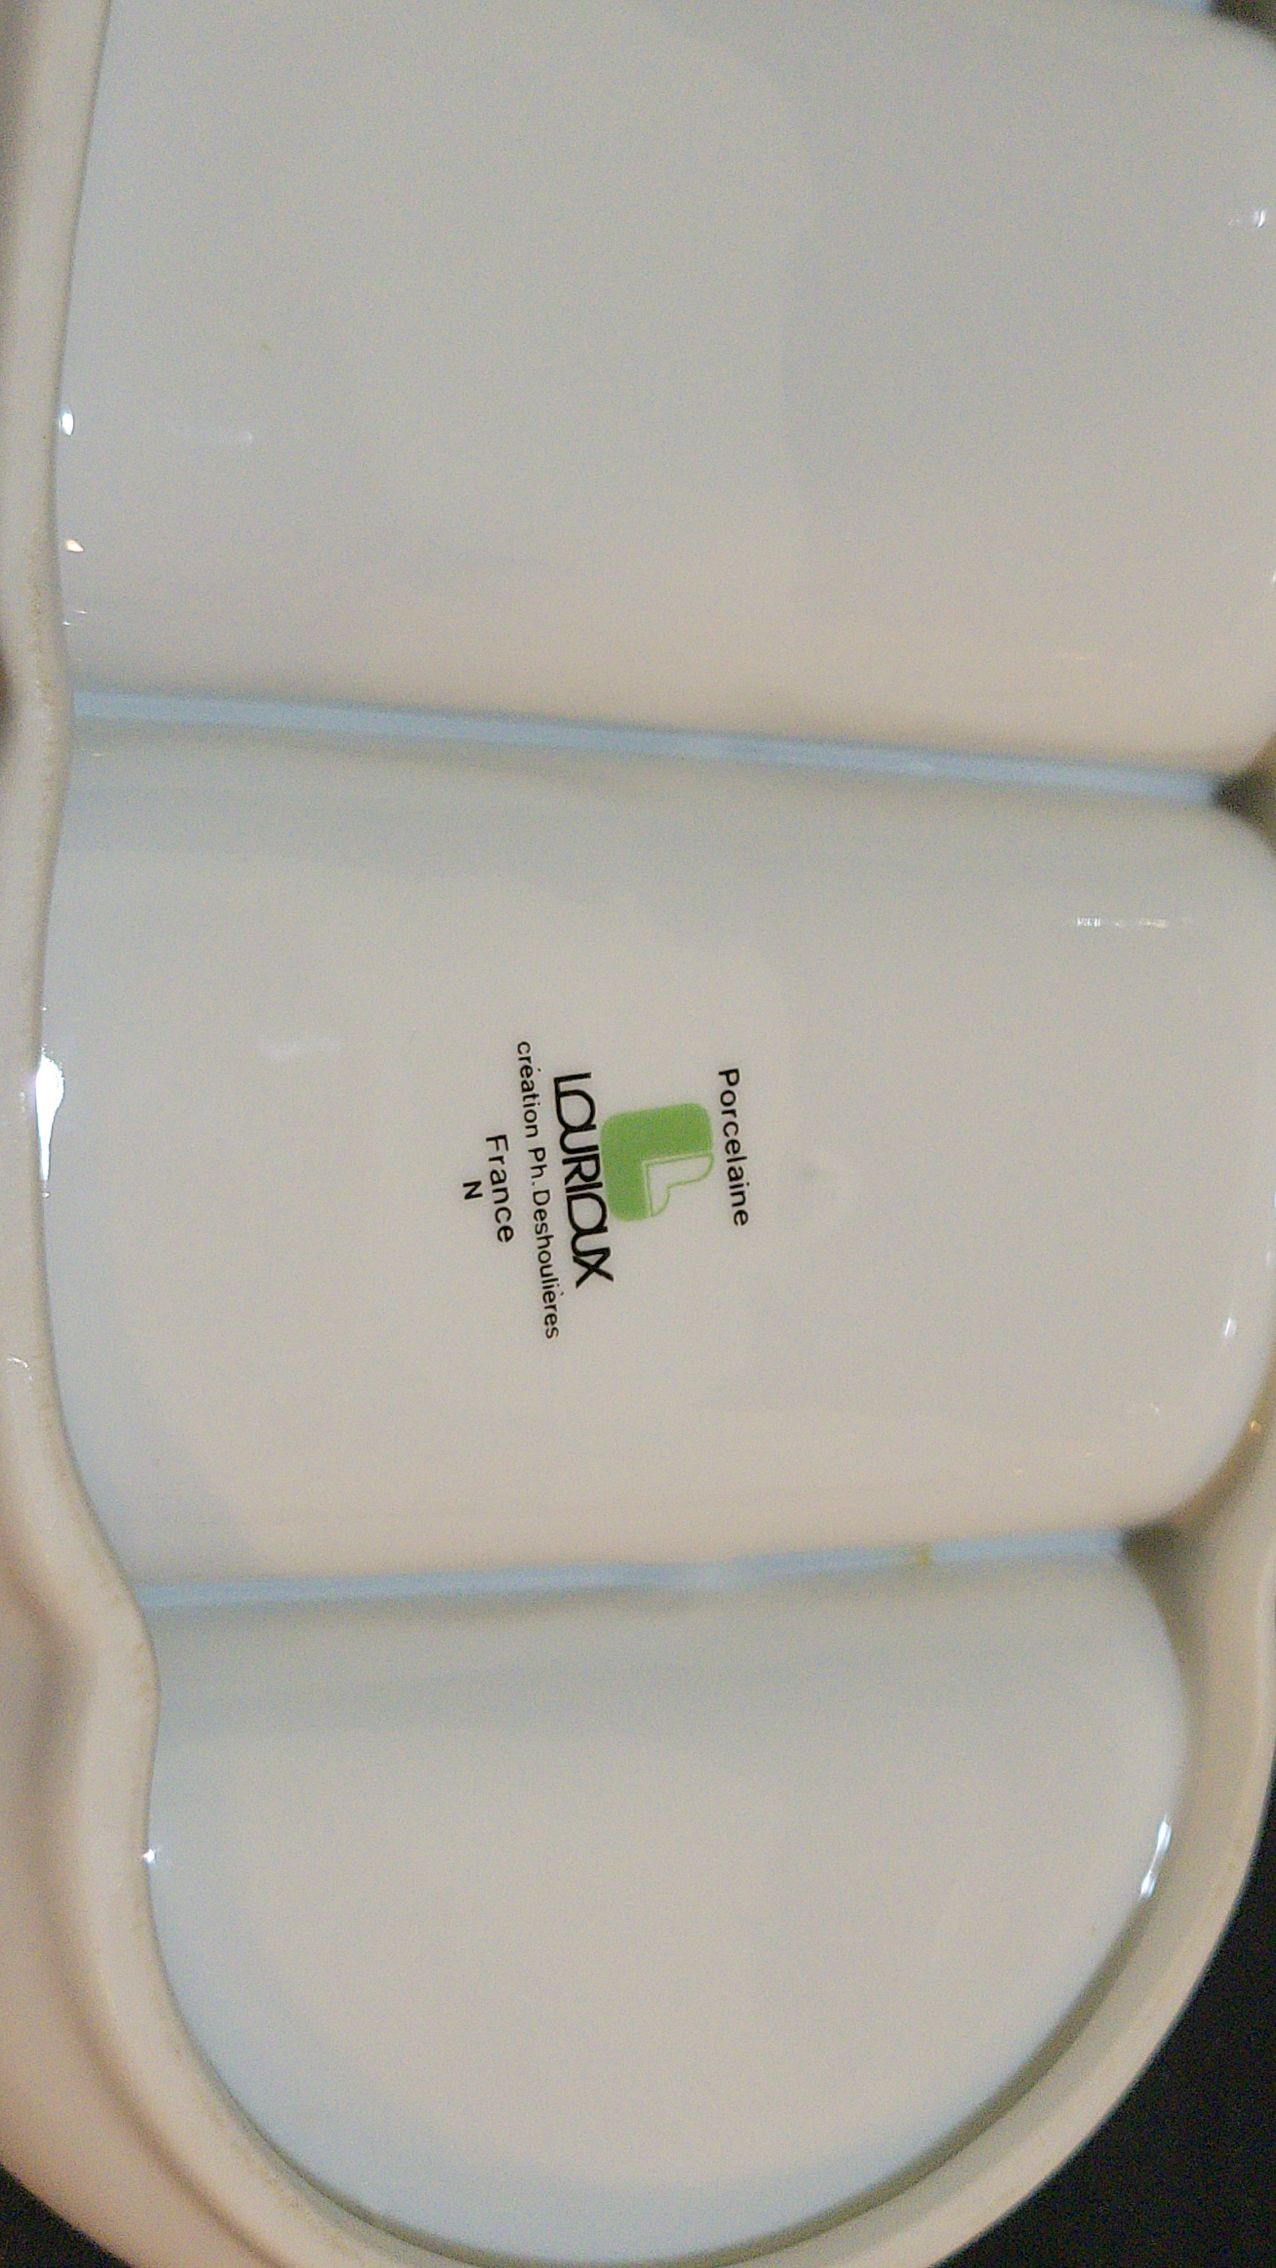 Porcelaine
LOURIOUX
création Ph. Deshoulières
France
N